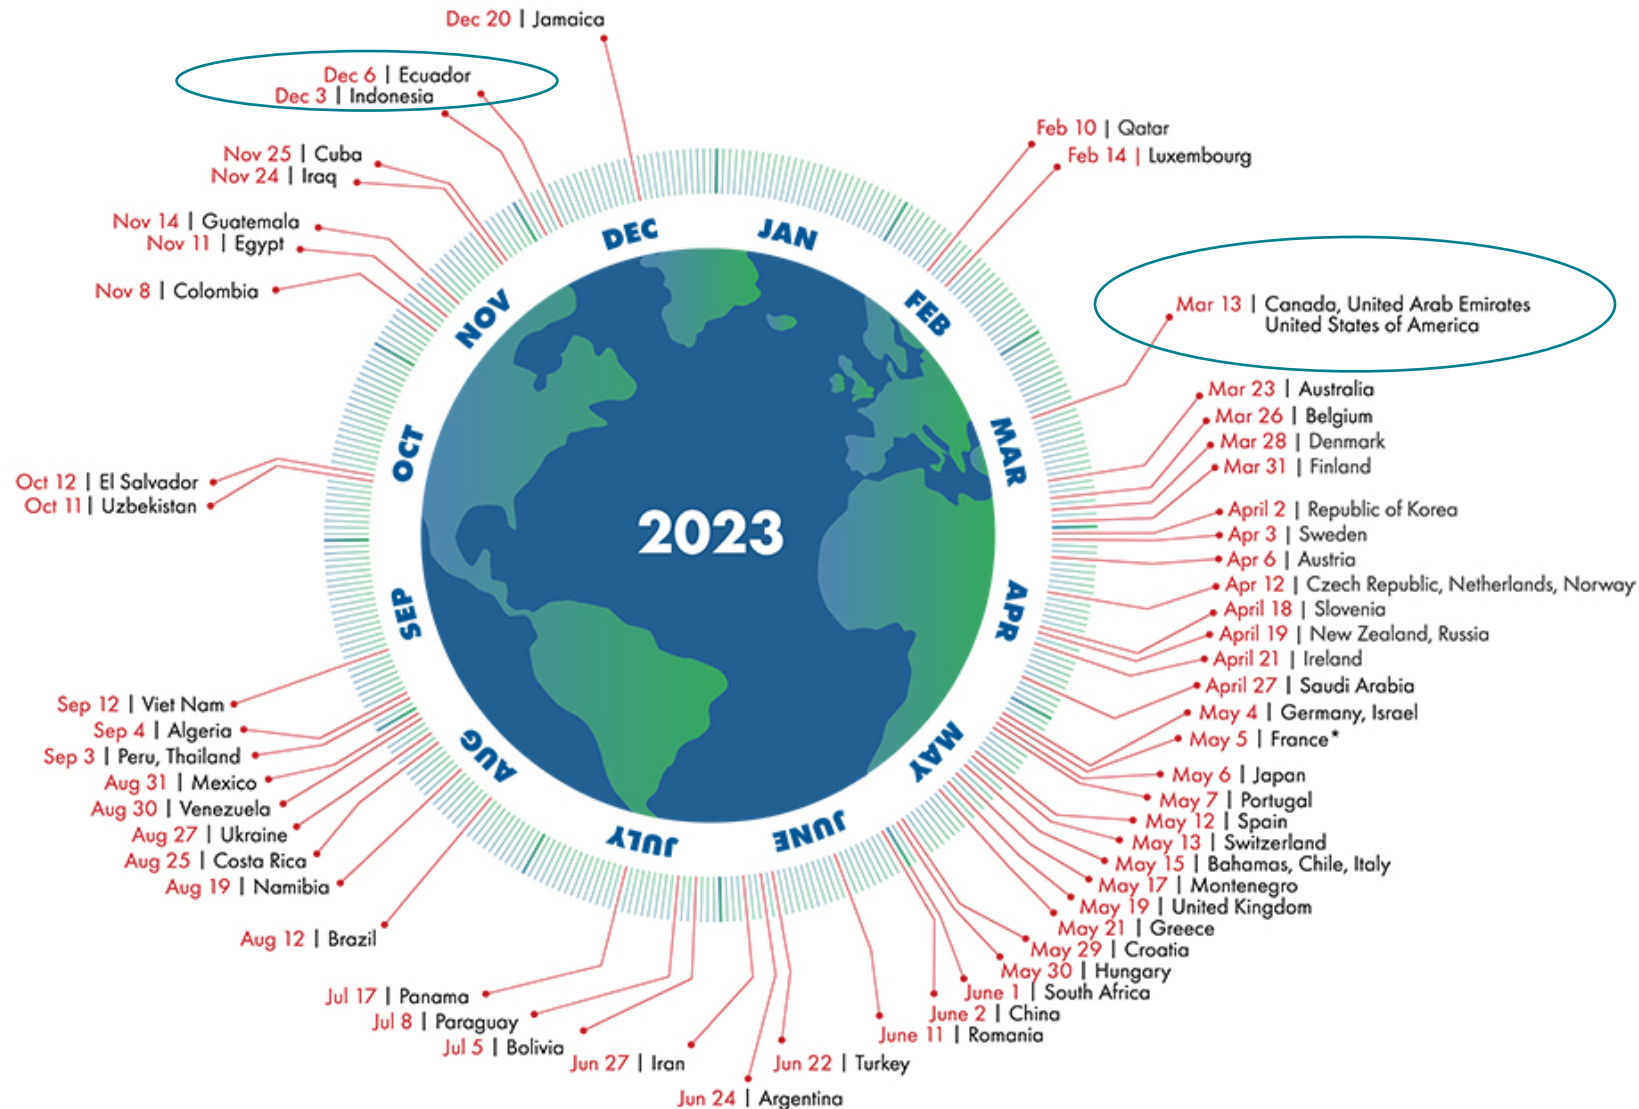 Dec 20 | Jamaica
Dec 6 | Ecuador
Dec 3 | Indonesia
Nov 25 | Cuba
Nov 24 | Iraq
Nov 14 | Guatemala
Nov 11 | Egypt
Nov 8 | Colombia
Oct 12 | El Salvador
Oct 11 | Uzbekistan
Sep 12 | Viet Nam
Sep 4 | Algeria
Sep 3 | Peru, Thailand
Aug 31 | Mexico
Aug 30 | Venezuela
Aug 27 | Ukraine
Aug 25 | Costa Rica
Aug 19 | Namibia
Aug 12 | Brazil
Jul 17 | Panama
Jul 8 | Paraguay
Jul 5 | Bolivia
Jun 27 | Iran
Jun 24 | Argentina
Jun 22 | Turkey
Feb 10 | Qatar
Feb 14 | Luxembourg
Mar 13 | Canada, United Arab Emirates
United States of America
Mar 23 | Australia
Mar 26 | Belgium
Mar 28 | Denmark
Mar 31 | Finland
April 2 | Republic of Korea
Apr 3 | Sweden
Apr 6 | Austria
Apr 12 | Czech Republic, Netherlands, Norway
April 18 | Slovenia
April 19 | New Zealand, Russia
April 21 | Ireland
April 27 | Saudi Arabia
May 4 | Germany, Israel
May 5 | France*
May 6 | Japan
May 7 | Portugal
May 12 | Spain
May 13 | Switzerland
May 15 | Bahamas, Chile, Italy
May 17 | Montenegro
May 19 | United Kingdom
May 21 | Greece
May 29 | Croatia
May 30 | Hungary
June 1 | South Africa
June 2 | China
June 11 | Romania
JAN
FEB
MAR
APR
MAY
JUNE
JULY
AUG
SEP
OCT
NOV
DEC
2023